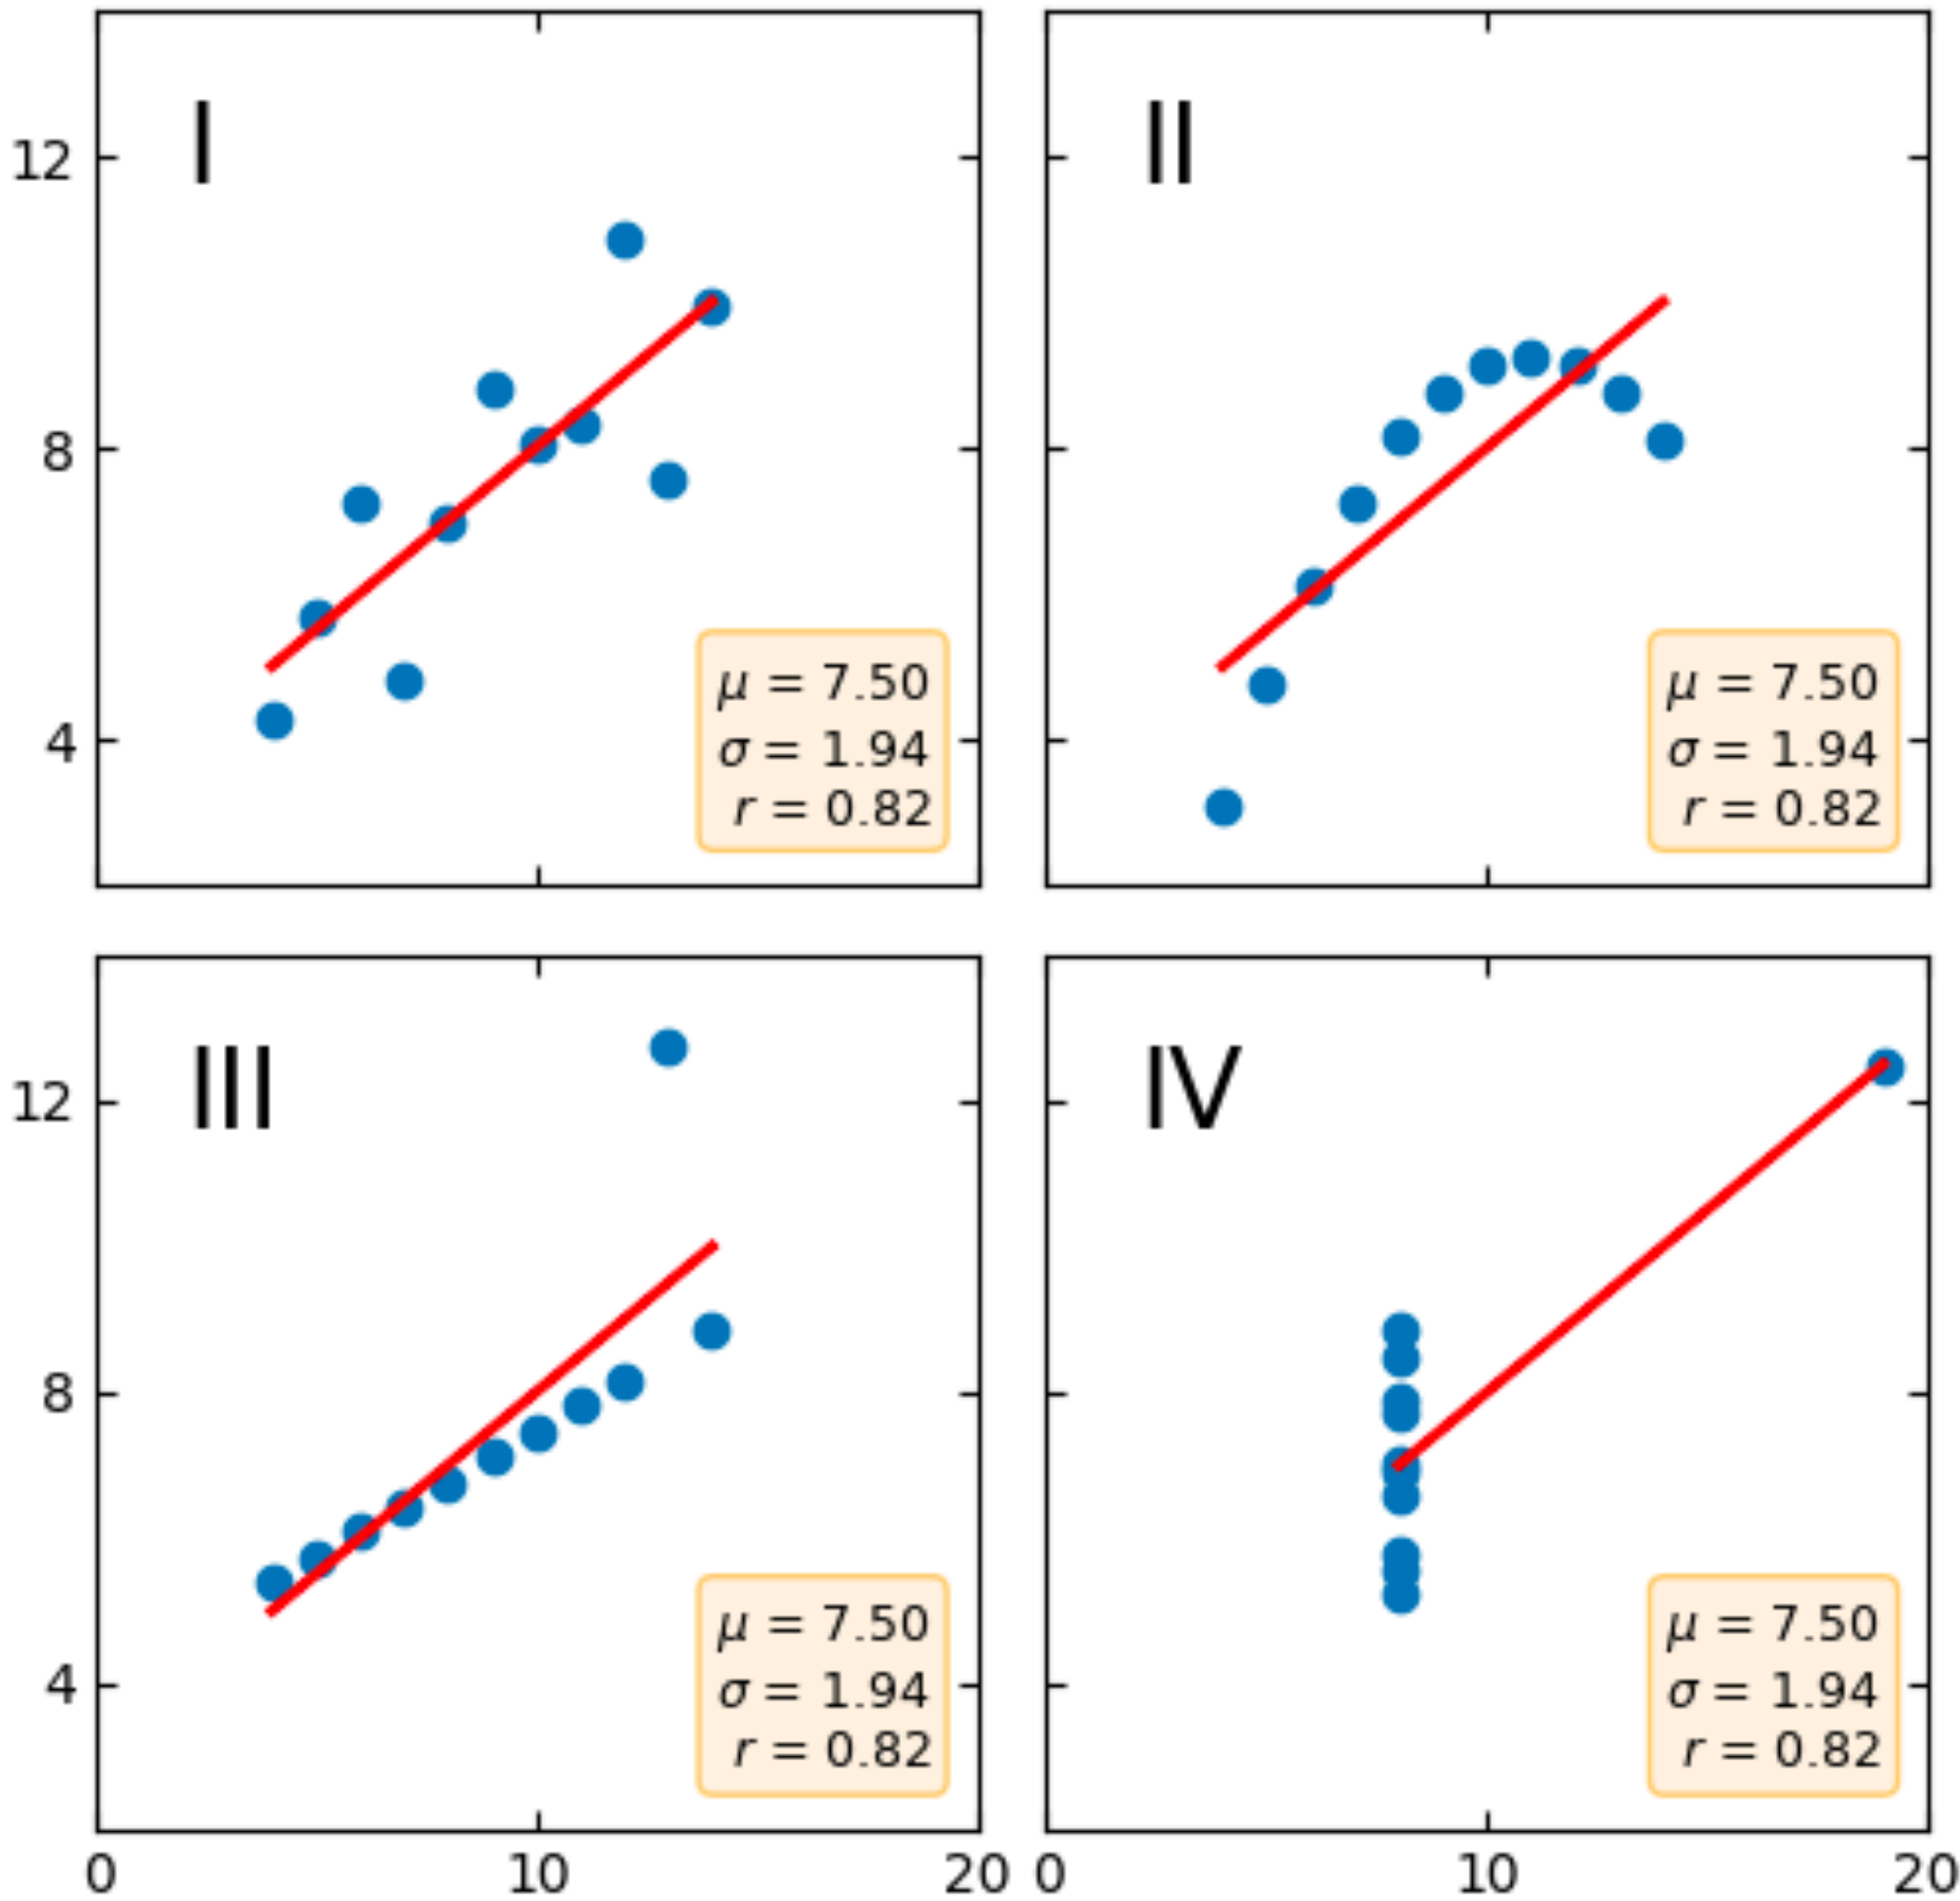 I
II
12
8
4
μ = 7.50
σ = 1.94
r = 0.82
μ = 7.50
σ = 1.94
r = 0.82
III
IV
12
8
4
μ = 7.50
σ = 1.94
r = 0.82
μ = 7.50
σ = 1.94
r = 0.82
0
10
20
0
10
20